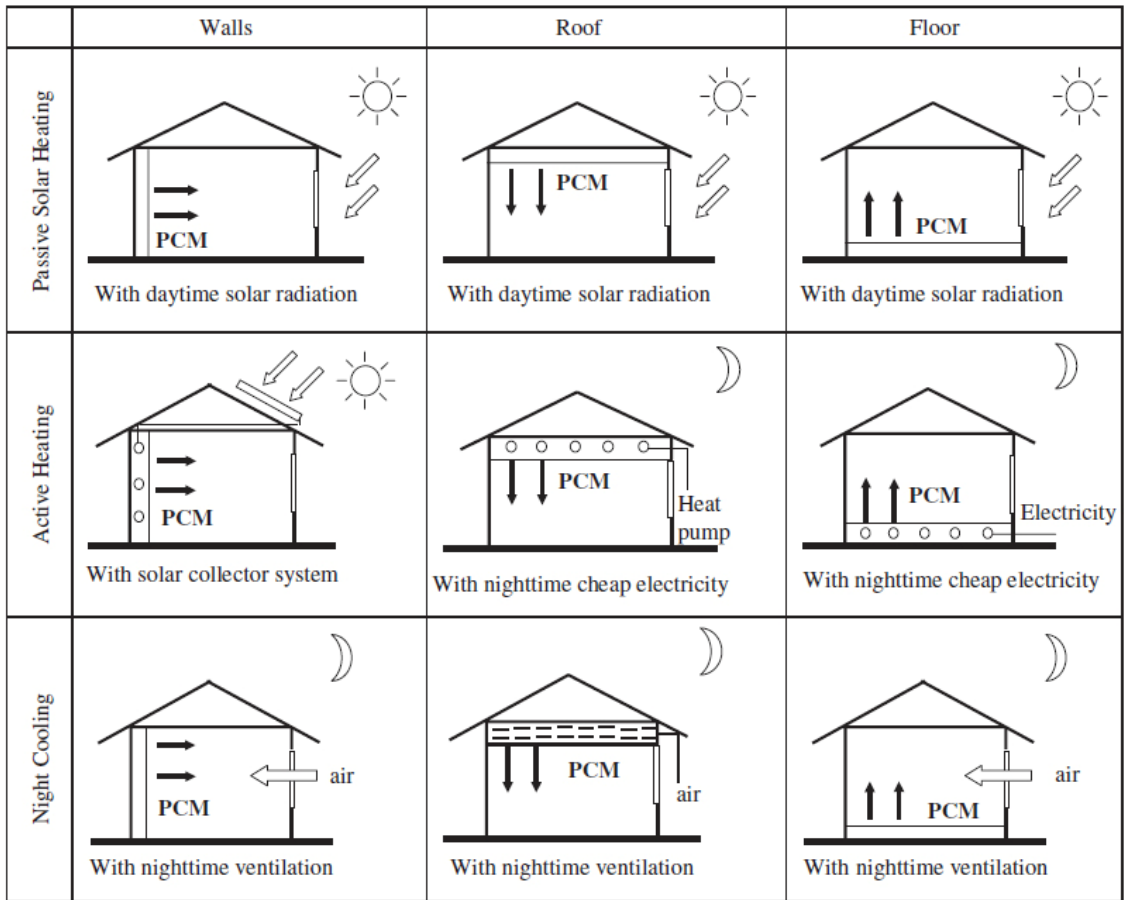 Walls
Roof
Floor
Passive Solar Heating
PCM
With daytime solar radiation
PCM
With daytime solar radiation
PCM
With daytime solar radiation
Active Heating
PCM
With solar collector system
PCM
Heat
pump
With nighttime cheap electricity
PCM
Electricity
With nighttime cheap electricity
Night Cooling
air
PCM
With nighttime ventilation
PCM
air
With nighttime ventilation
air
PCM
With nighttime ventilation